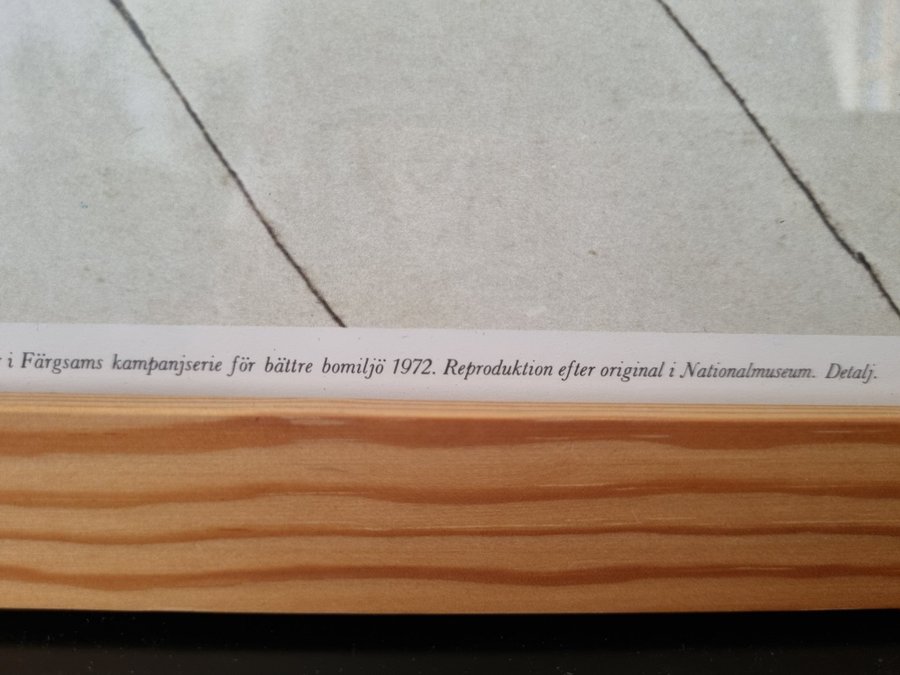 i Färgsams kampanjserie för bättre bomiljö 1972. Reproduktion efter original i Nationalmuseum. Detalj.